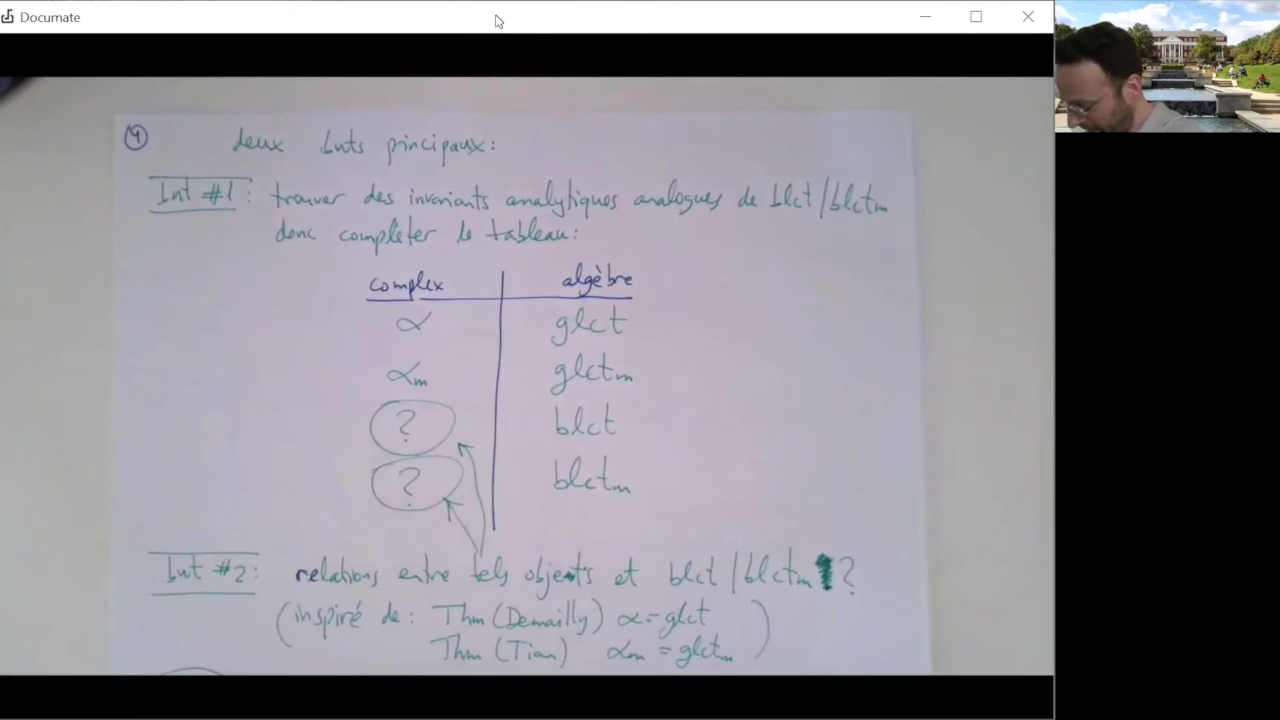 Documate
④ deux buts principaux:
But #1: trouver des invariants analytiques analogues de blct/blctₘ
donc compléter le tableau:
complex algèbre
α glct
αₘ glctₘ
? blct
? blctₘ
But #2: relations entre tels objects et blct/blctₘ ?
(inspiré de: Thm (Demailly) α = glct
Thm (Tian) αₘ = glctₘ)